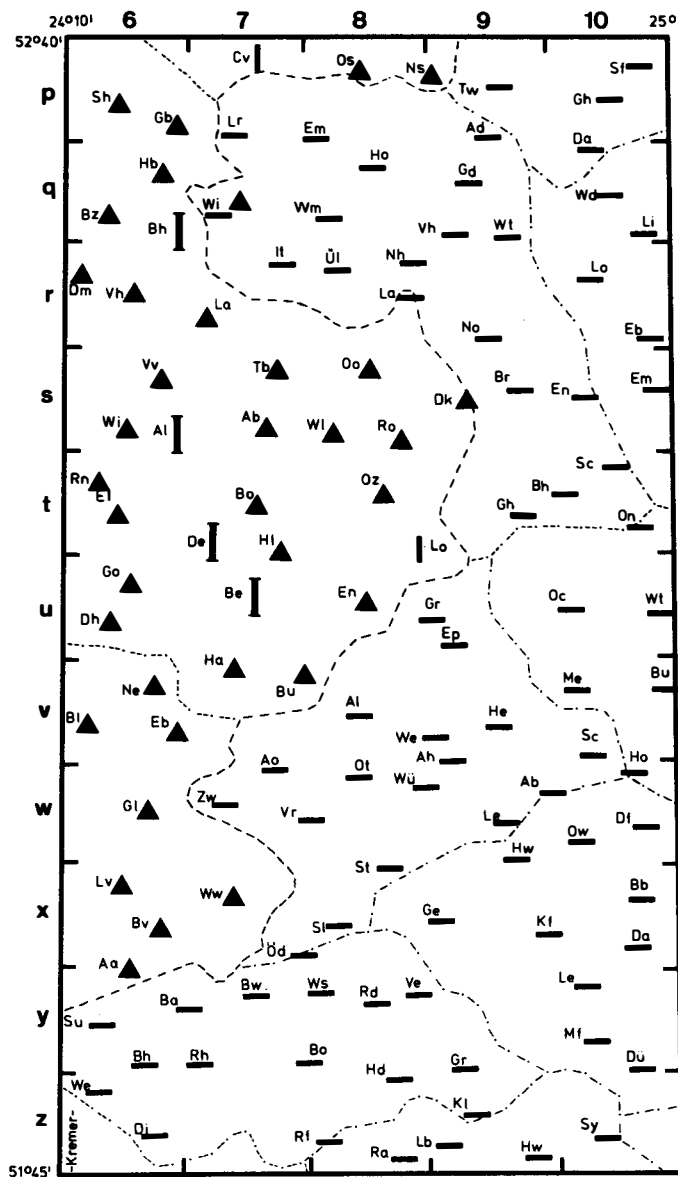 24°10' 6 7 8 9 10 25°
52°40'
Cv Os Ns Sf
p Sh Tw Gh
Gb Lr Em Ad Da
Hb Ho Gd
q Wd
Bz Bh Wi Wm Vh Wt Li
It Ül Nh
Dm Vh La La Lo
r
No Eb
Vv Tb Oo Br En Em
s Dk
Wi Al Ab Wl Ro
Rn Oz Sc
El Bo Bh
t Gh On
De Hl Lo
Go Be En Oc Wt
u Dh Gr
Ep
Ha
Ne Bu Me Bu
v Bl Eb Al He
We Sc
Ao Ot Ah Ho
Wü
Gl Zw Ab
w Vr Le Df
Hw Ow
Lv Ww St Bb
x Bv Sl Ge Kf
Öd Da
Aa
Bw Ws Ve Le
y Su Ba Rd
Mf
Bh Rh Bo Gr Dü
We Hd
z Kl
Di Rf Lb Sy
Ra Hw
51°45'
-Kremer-